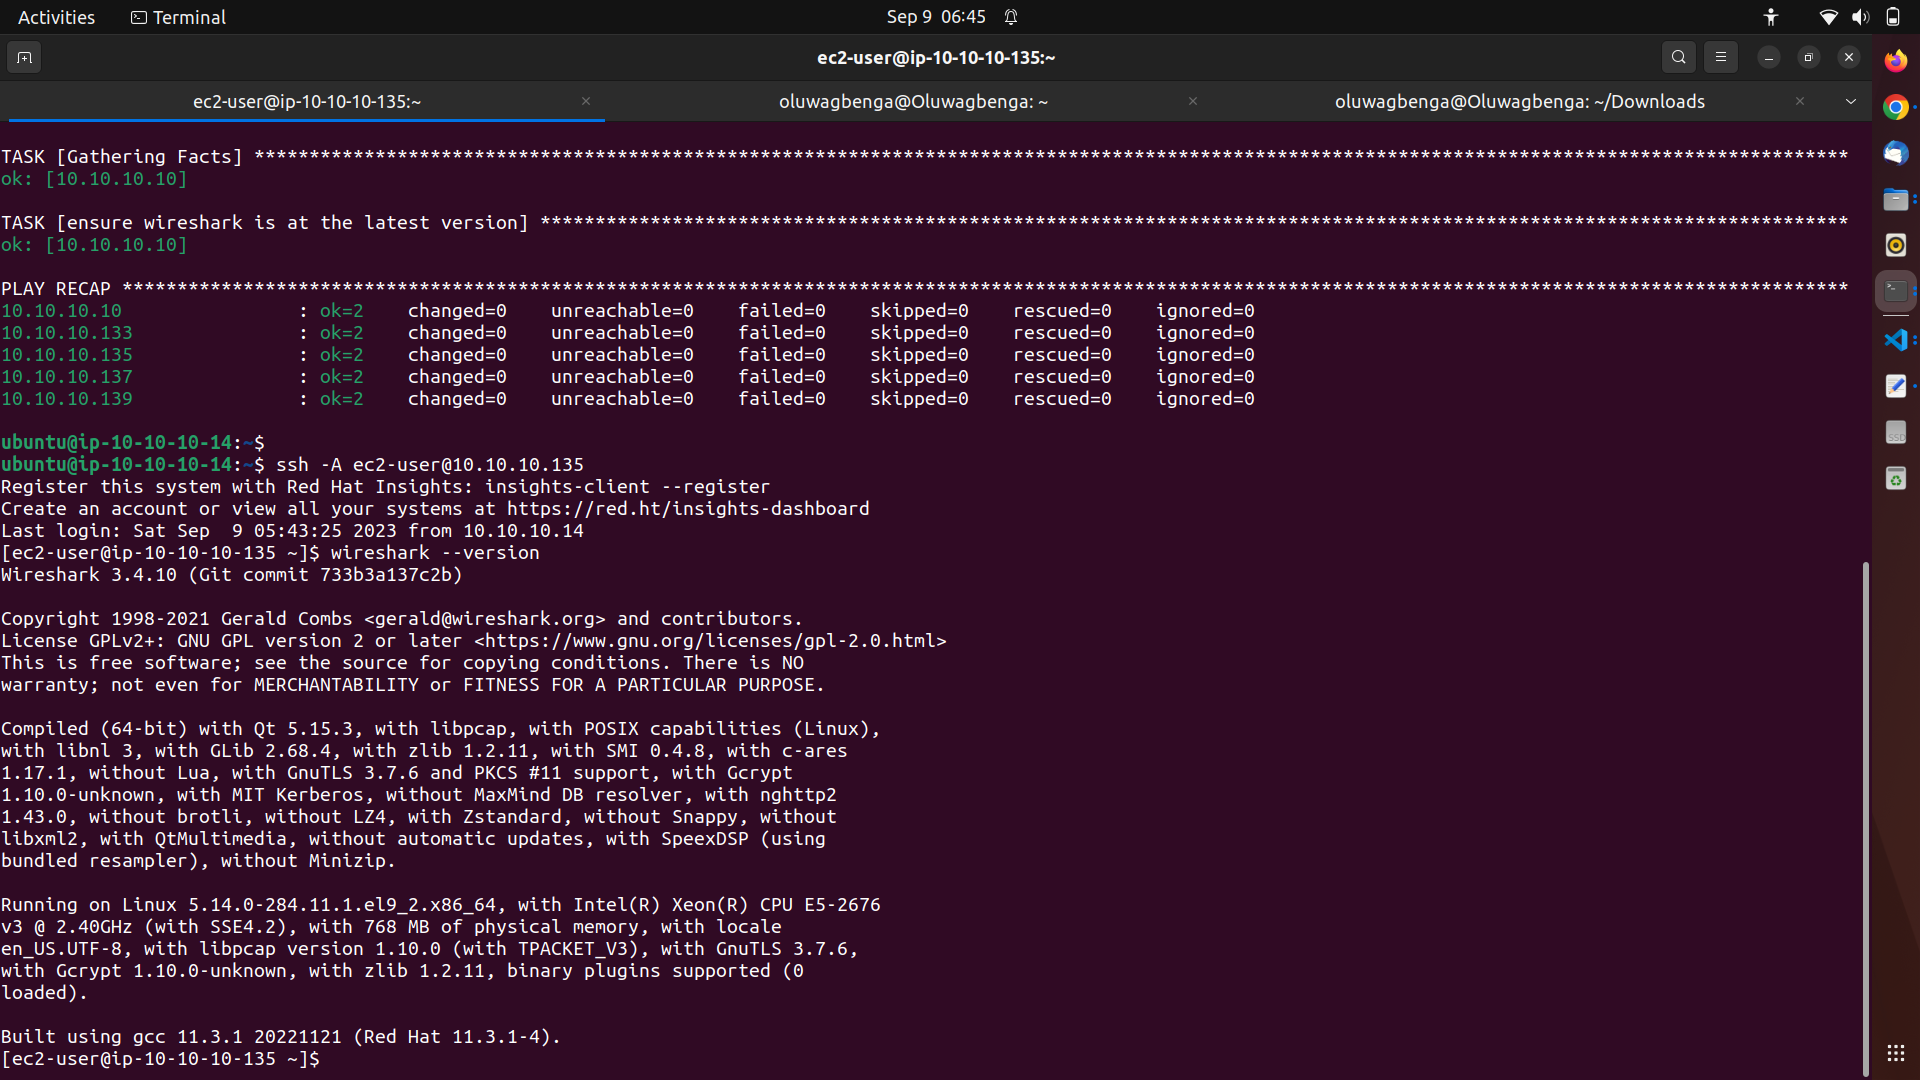 Activities Terminal Sep 9 06:45
ec2-user@ip-10-10-10-135:~
ec2-user@ip-10-10-10-135:~ × oluwagbenga@Oluwagbenga: ~ × oluwagbenga@Oluwagbenga: ~/Downloads ×
TASK [Gathering Facts] *************************************************************************************************************************************************
ok: [10.10.10.10]
TASK [ensure wireshark is at the latest version] ***********************************************************************************************************************
ok: [10.10.10.10]
PLAY RECAP *************************************************************************************************************************************************************
10.10.10.10 : ok=2 changed=0 unreachable=0 failed=0 skipped=0 rescued=0 ignored=0
10.10.10.133 : ok=2 changed=0 unreachable=0 failed=0 skipped=0 rescued=0 ignored=0
10.10.10.135 : ok=2 changed=0 unreachable=0 failed=0 skipped=0 rescued=0 ignored=0
10.10.10.137 : ok=2 changed=0 unreachable=0 failed=0 skipped=0 rescued=0 ignored=0
10.10.10.139 : ok=2 changed=0 unreachable=0 failed=0 skipped=0 rescued=0 ignored=0
ubuntu@ip-10-10-10-14:~$
ubuntu@ip-10-10-10-14:~$ ssh -A ec2-user@10.10.10.135
Register this system with Red Hat Insights: insights-client --register
Create an account or view all your systems at https://red.ht/insights-dashboard
Last login: Sat Sep  9 05:43:25 2023 from 10.10.10.14
[ec2-user@ip-10-10-10-135 ~]$ wireshark --version
Wireshark 3.4.10 (Git commit 733b3a137c2b)
Copyright 1998-2021 Gerald Combs <gerald@wireshark.org> and contributors.
License GPLv2+: GNU GPL version 2 or later <https://www.gnu.org/licenses/gpl-2.0.html>
This is free software; see the source for copying conditions. There is NO
warranty; not even for MERCHANTABILITY or FITNESS FOR A PARTICULAR PURPOSE.
Compiled (64-bit) with Qt 5.15.3, with libpcap, with POSIX capabilities (Linux),
with libnl 3, with GLib 2.68.4, with zlib 1.2.11, with SMI 0.4.8, with c-ares
1.17.1, without Lua, with GnuTLS 3.7.6 and PKCS #11 support, with Gcrypt
1.10.0-unknown, with MIT Kerberos, without MaxMind DB resolver, with nghttp2
1.43.0, without brotli, without LZ4, with Zstandard, without Snappy, without
libxml2, with QtMultimedia, without automatic updates, with SpeexDSP (using
bundled resampler), without Minizip.
Running on Linux 5.14.0-284.11.1.el9_2.x86_64, with Intel(R) Xeon(R) CPU E5-2676
v3 @ 2.40GHz (with SSE4.2), with 768 MB of physical memory, with locale
en_US.UTF-8, with libpcap version 1.10.0 (with TPACKET_V3), with GnuTLS 3.7.6,
with Gcrypt 1.10.0-unknown, with zlib 1.2.11, binary plugins supported (0
loaded).
Built using gcc 11.3.1 20221121 (Red Hat 11.3.1-4).
[ec2-user@ip-10-10-10-135 ~]$
SSD